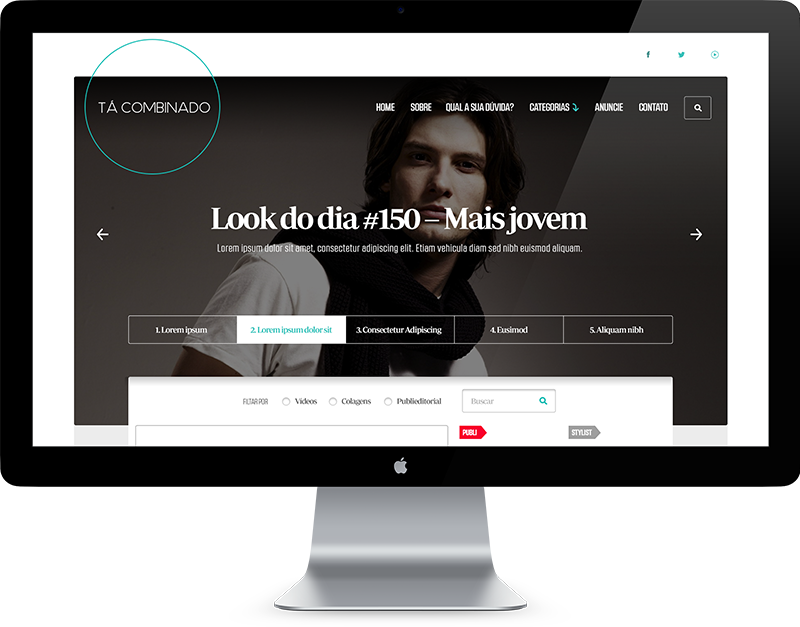 TÁ COMBINADO
HOME SOBRE QUAL A SUA DÚVIDA? CATEGORIAS ANUNCIE CONTATO
Look do dia #150 – Mais jovem
Lorem ipsum dolor sit amet, consectetur adipiscing elit. Etiam vehicula diam sed nibh euismod aliquam.
1. Lorem ipsum 2. Lorem ipsum dolor sit 3. Consectetur Adipiscing 4. Eusimod 5. Aliquam nibh
FILTAR POR Vídeos Colagens Publieditorial Buscar
PUBLI STYLIST